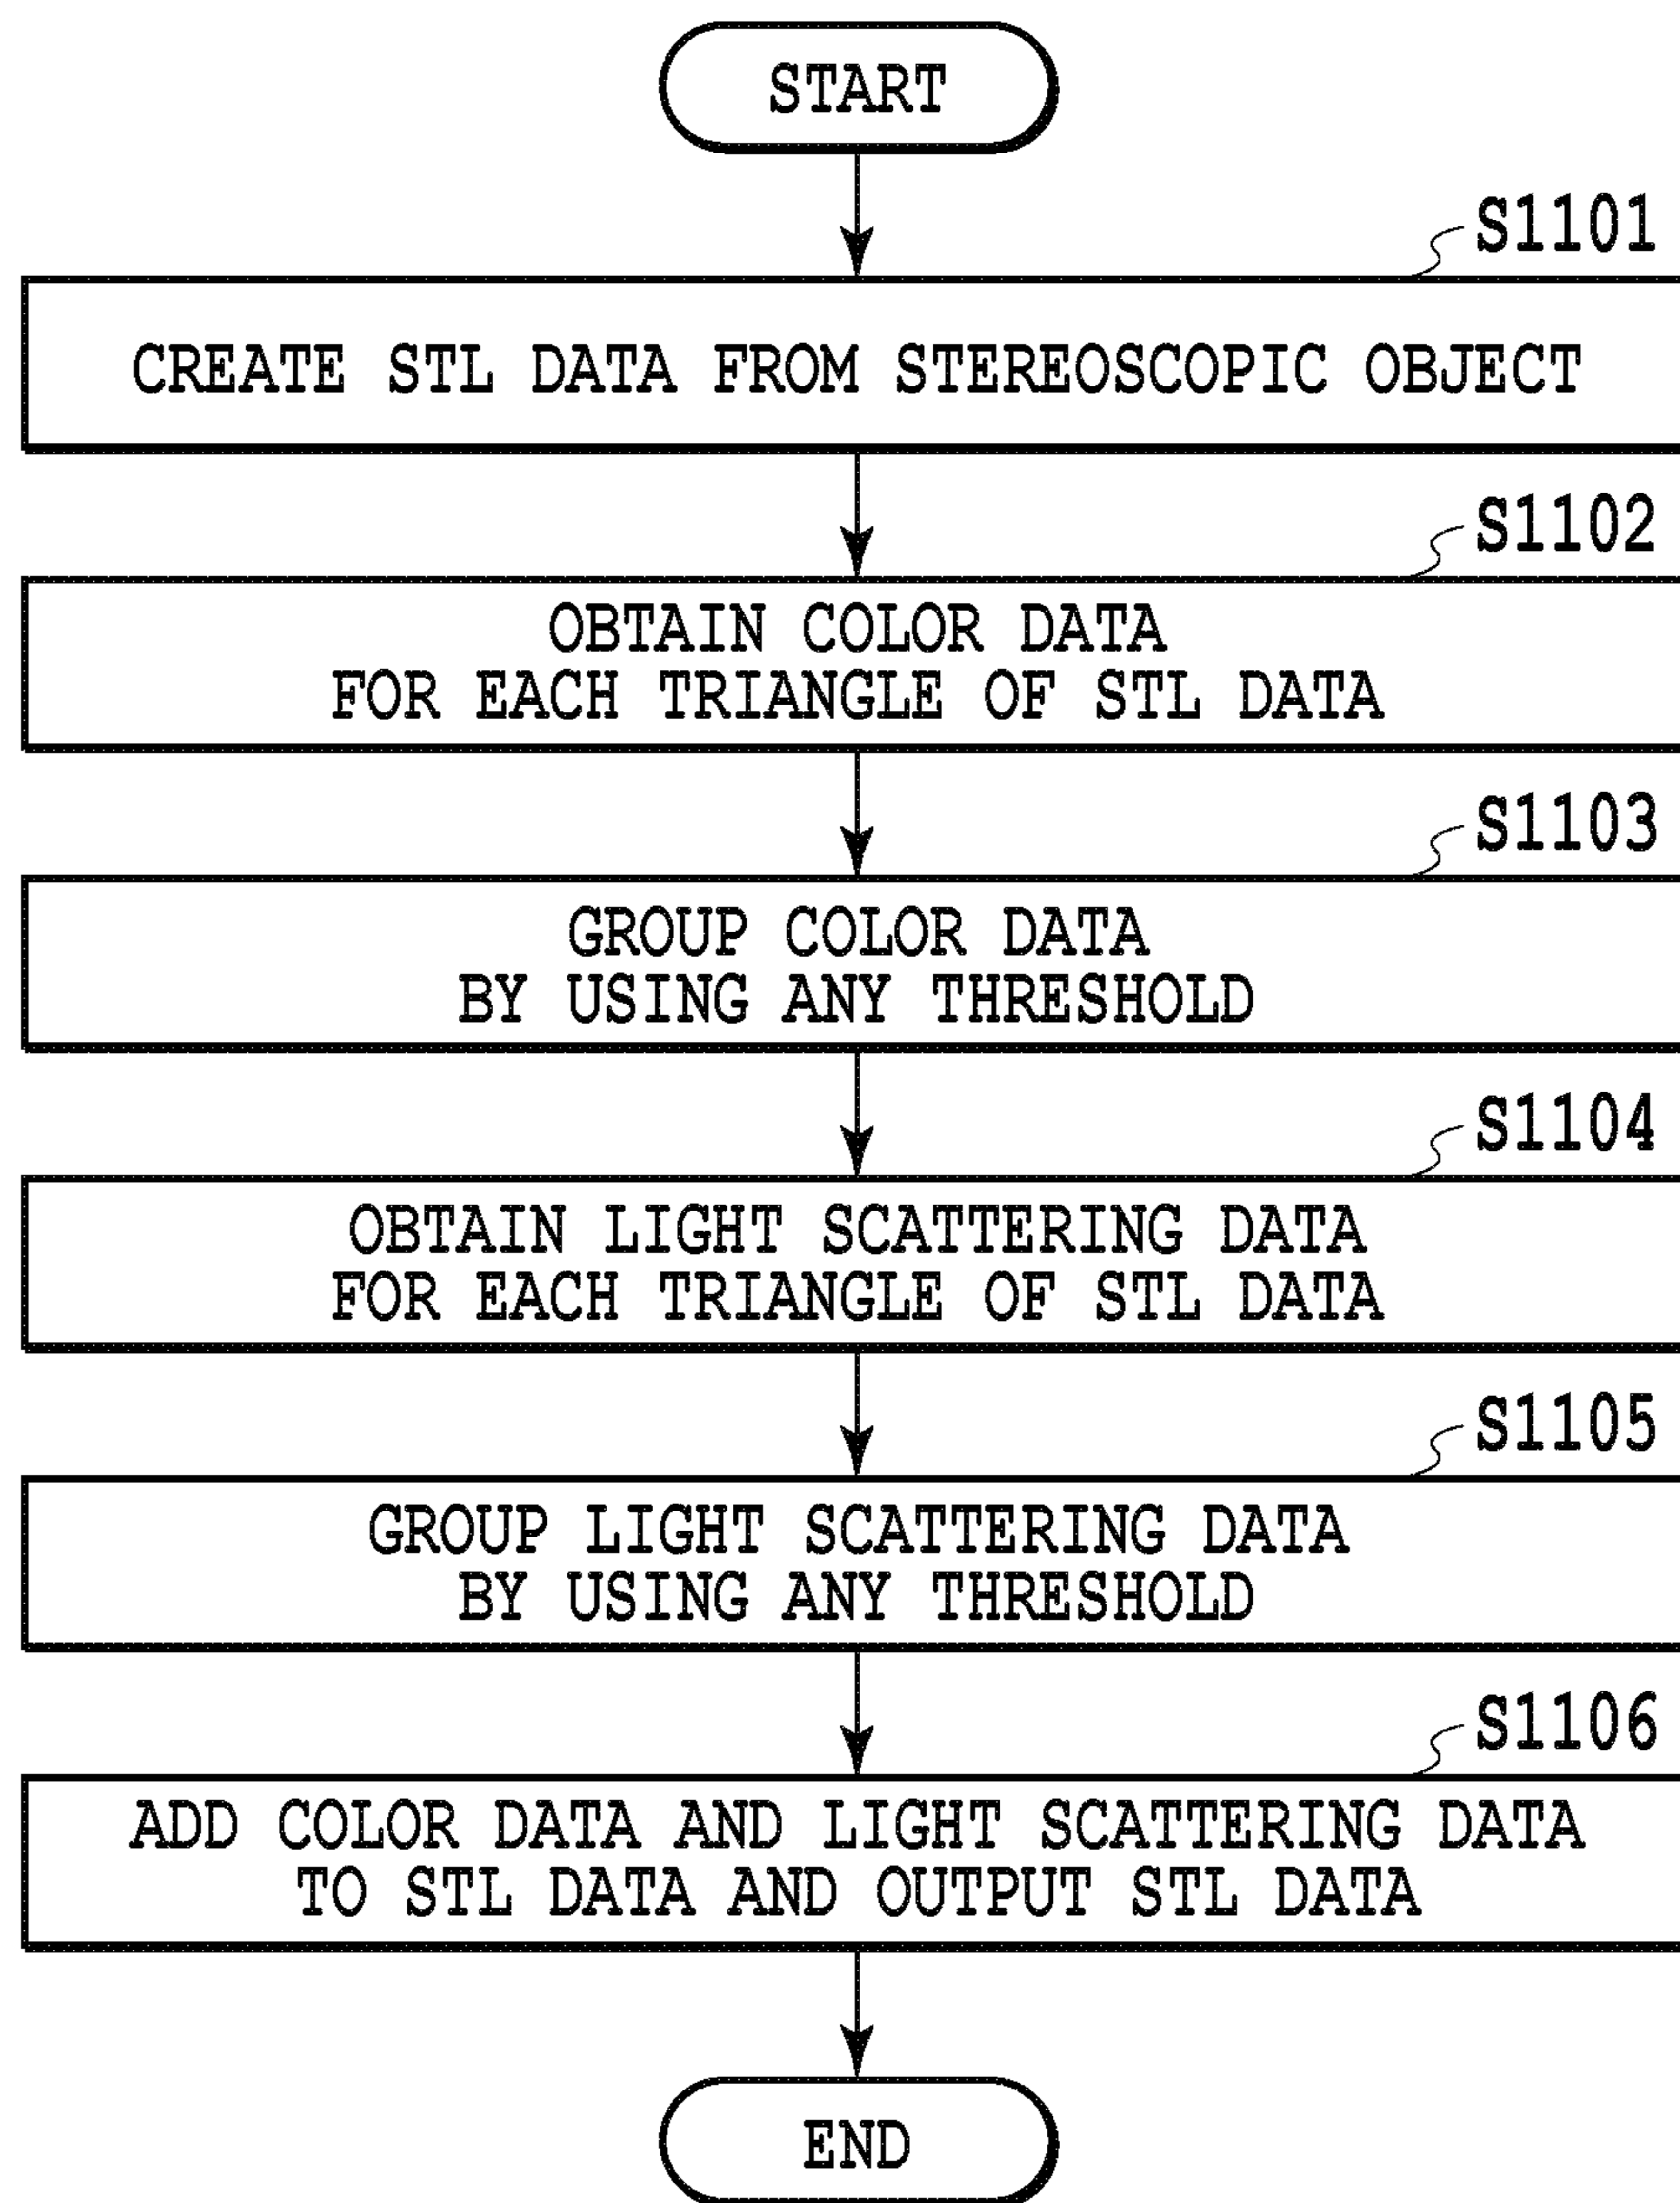 START
S1101
CREATE STL DATA FROM STEREOSCOPIC OBJECT
S1102
OBTAIN COLOR DATA
FOR EACH TRIANGLE OF STL DATA
S1103
GROUP COLOR DATA
BY USING ANY THRESHOLD
S1104
OBTAIN LIGHT SCATTERING DATA
FOR EACH TRIANGLE OF STL DATA
S1105
GROUP LIGHT SCATTERING DATA
BY USING ANY THRESHOLD
S1106
ADD COLOR DATA AND LIGHT SCATTERING DATA
TO STL DATA AND OUTPUT STL DATA
END